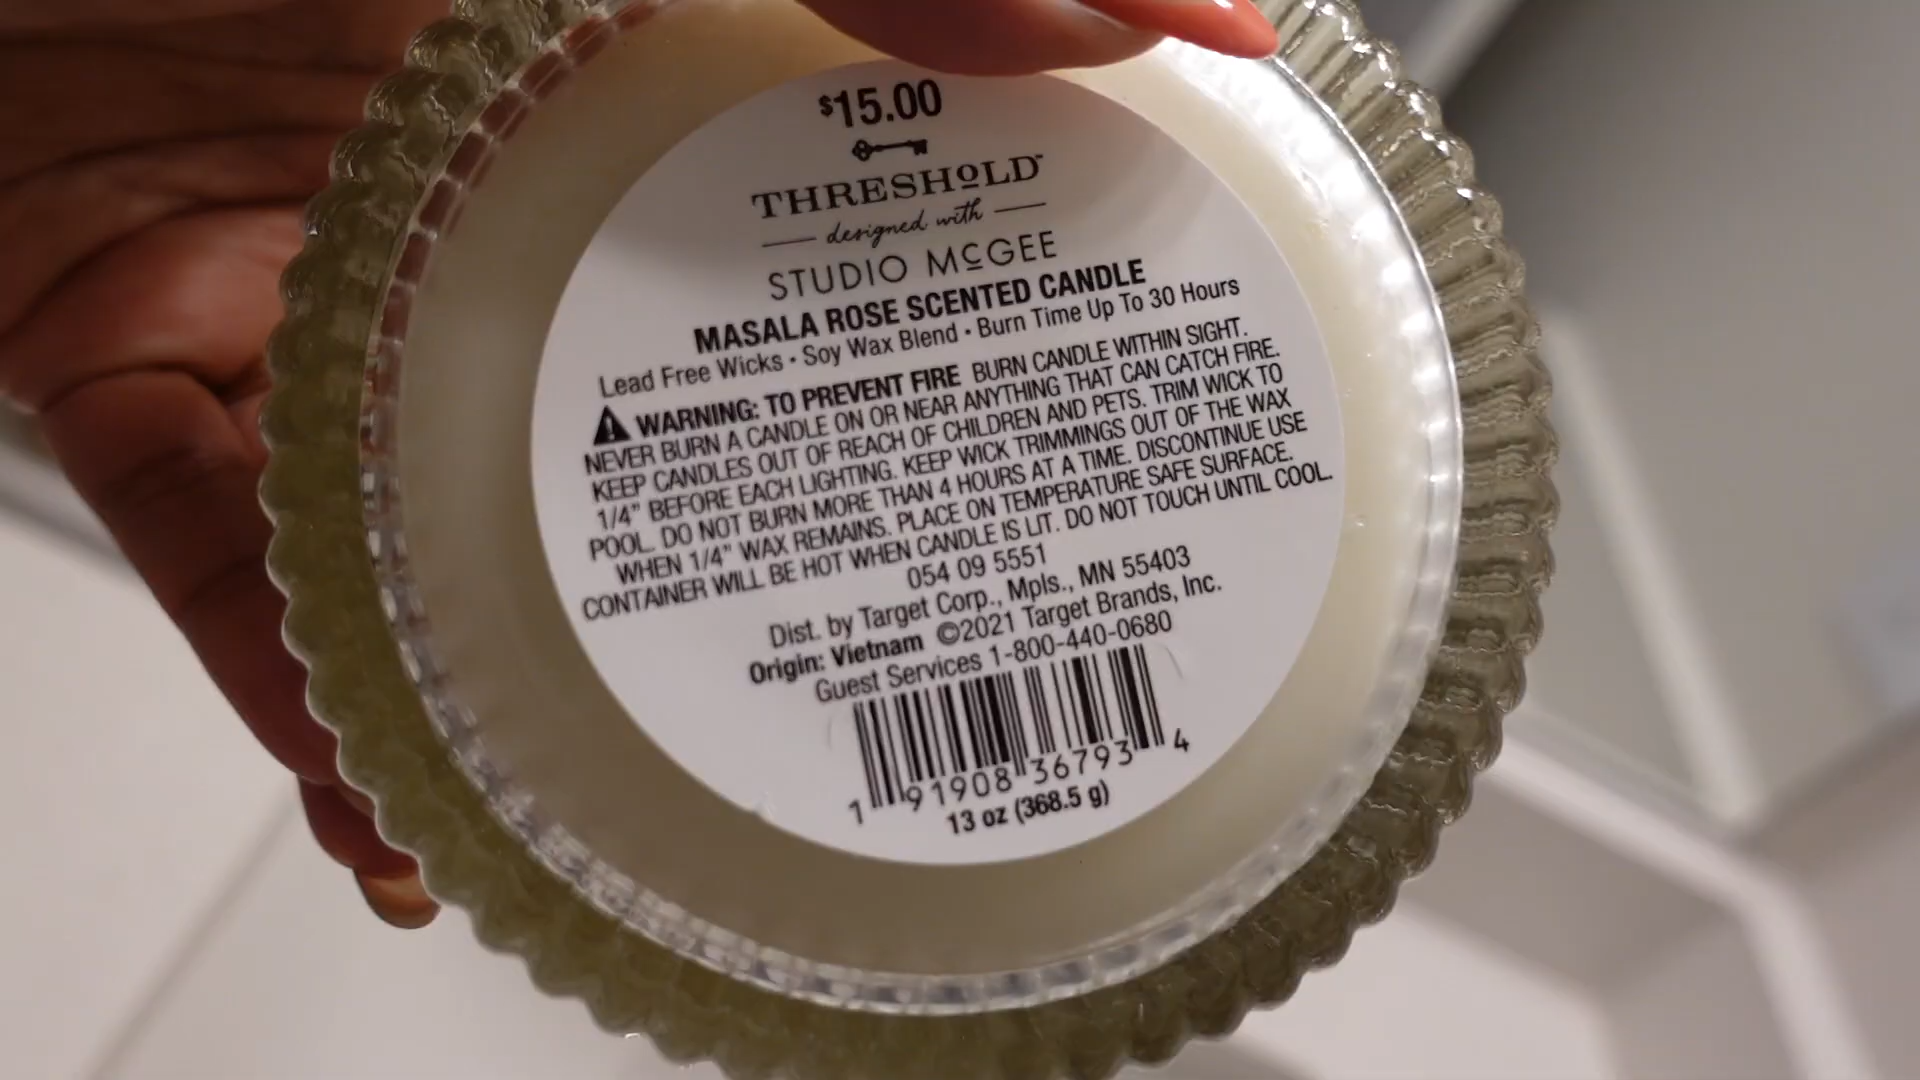 $15.00
THRESHOLD™
designed with
STUDIO McGEE
MASALA ROSE SCENTED CANDLE
Lead Free Wicks • Soy Wax Blend • Burn Time Up To 30 Hours
WARNING: TO PREVENT FIRE BURN CANDLE WITHIN SIGHT.
NEVER BURN A CANDLE ON OR NEAR ANYTHING THAT CAN CATCH FIRE.
KEEP CANDLES OUT OF REACH OF CHILDREN AND PETS. TRIM WICK TO
1/4” BEFORE EACH LIGHTING. KEEP WICK TRIMMINGS OUT OF THE WAX
POOL. DO NOT BURN MORE THAN 4 HOURS AT A TIME. DISCONTINUE USE
WHEN 1/4” WAX REMAINS. PLACE ON TEMPERATURE SAFE SURFACE.
CONTAINER WILL BE HOT WHEN CANDLE IS LIT. DO NOT TOUCH UNTIL COOL.
054 09 5551
Dist. by Target Corp., Mpls., MN 55403
Origin: Vietnam ©2021 Target Brands, Inc.
Guest Services 1-800-440-0680
1 91908 36793 4
13 oz (368.5 g)